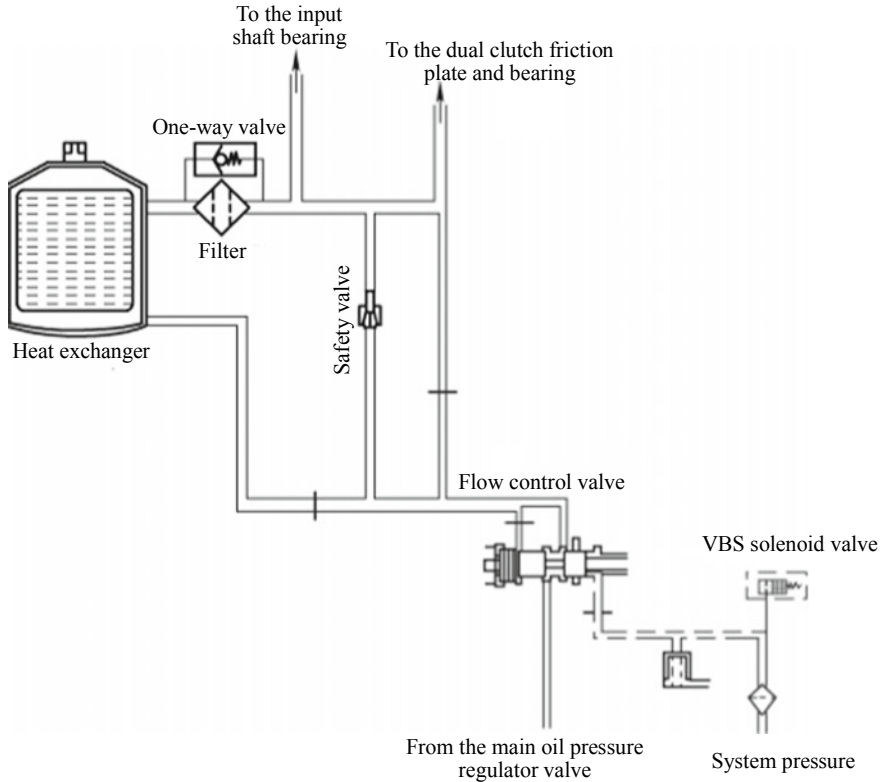 To the input
shaft bearing
To the dual clutch friction
plate and bearing
One-way valve
Filter
Safety valve
Heat exchanger
Flow control valve
VBS solenoid valve
From the main oil pressure
regulator valve
System pressure